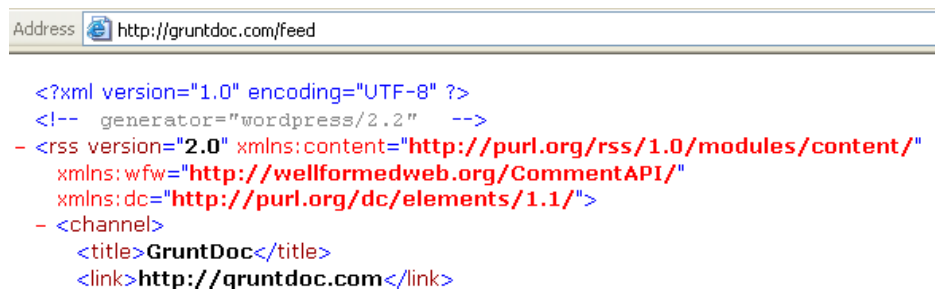 Address http://gruntdoc.com/feed
<?xml version="1.0" encoding="UTF-8" ?>
<!-- generator="wordpress/2.2" -->
- <rss version="2.0" xmlns:content="http://purl.org/rss/1.0/modules/content/"
xmlns:wfw="http://wellformedweb.org/CommentAPI/"
xmlns:dc="http://purl.org/dc/elements/1.1/">
- <channel>
<title>GruntDoc</title>
<link>http://gruntdoc.com</link>